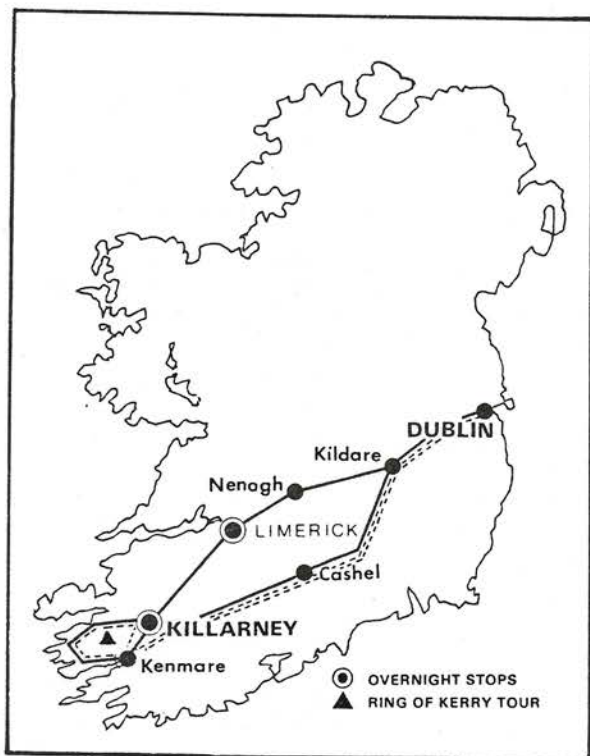 DUBLIN
Kildare
Nenagh
LIMERICK
Cashel
KILLARNEY
Kenmare
OVERNIGHT STOPS
RING OF KERRY TOUR